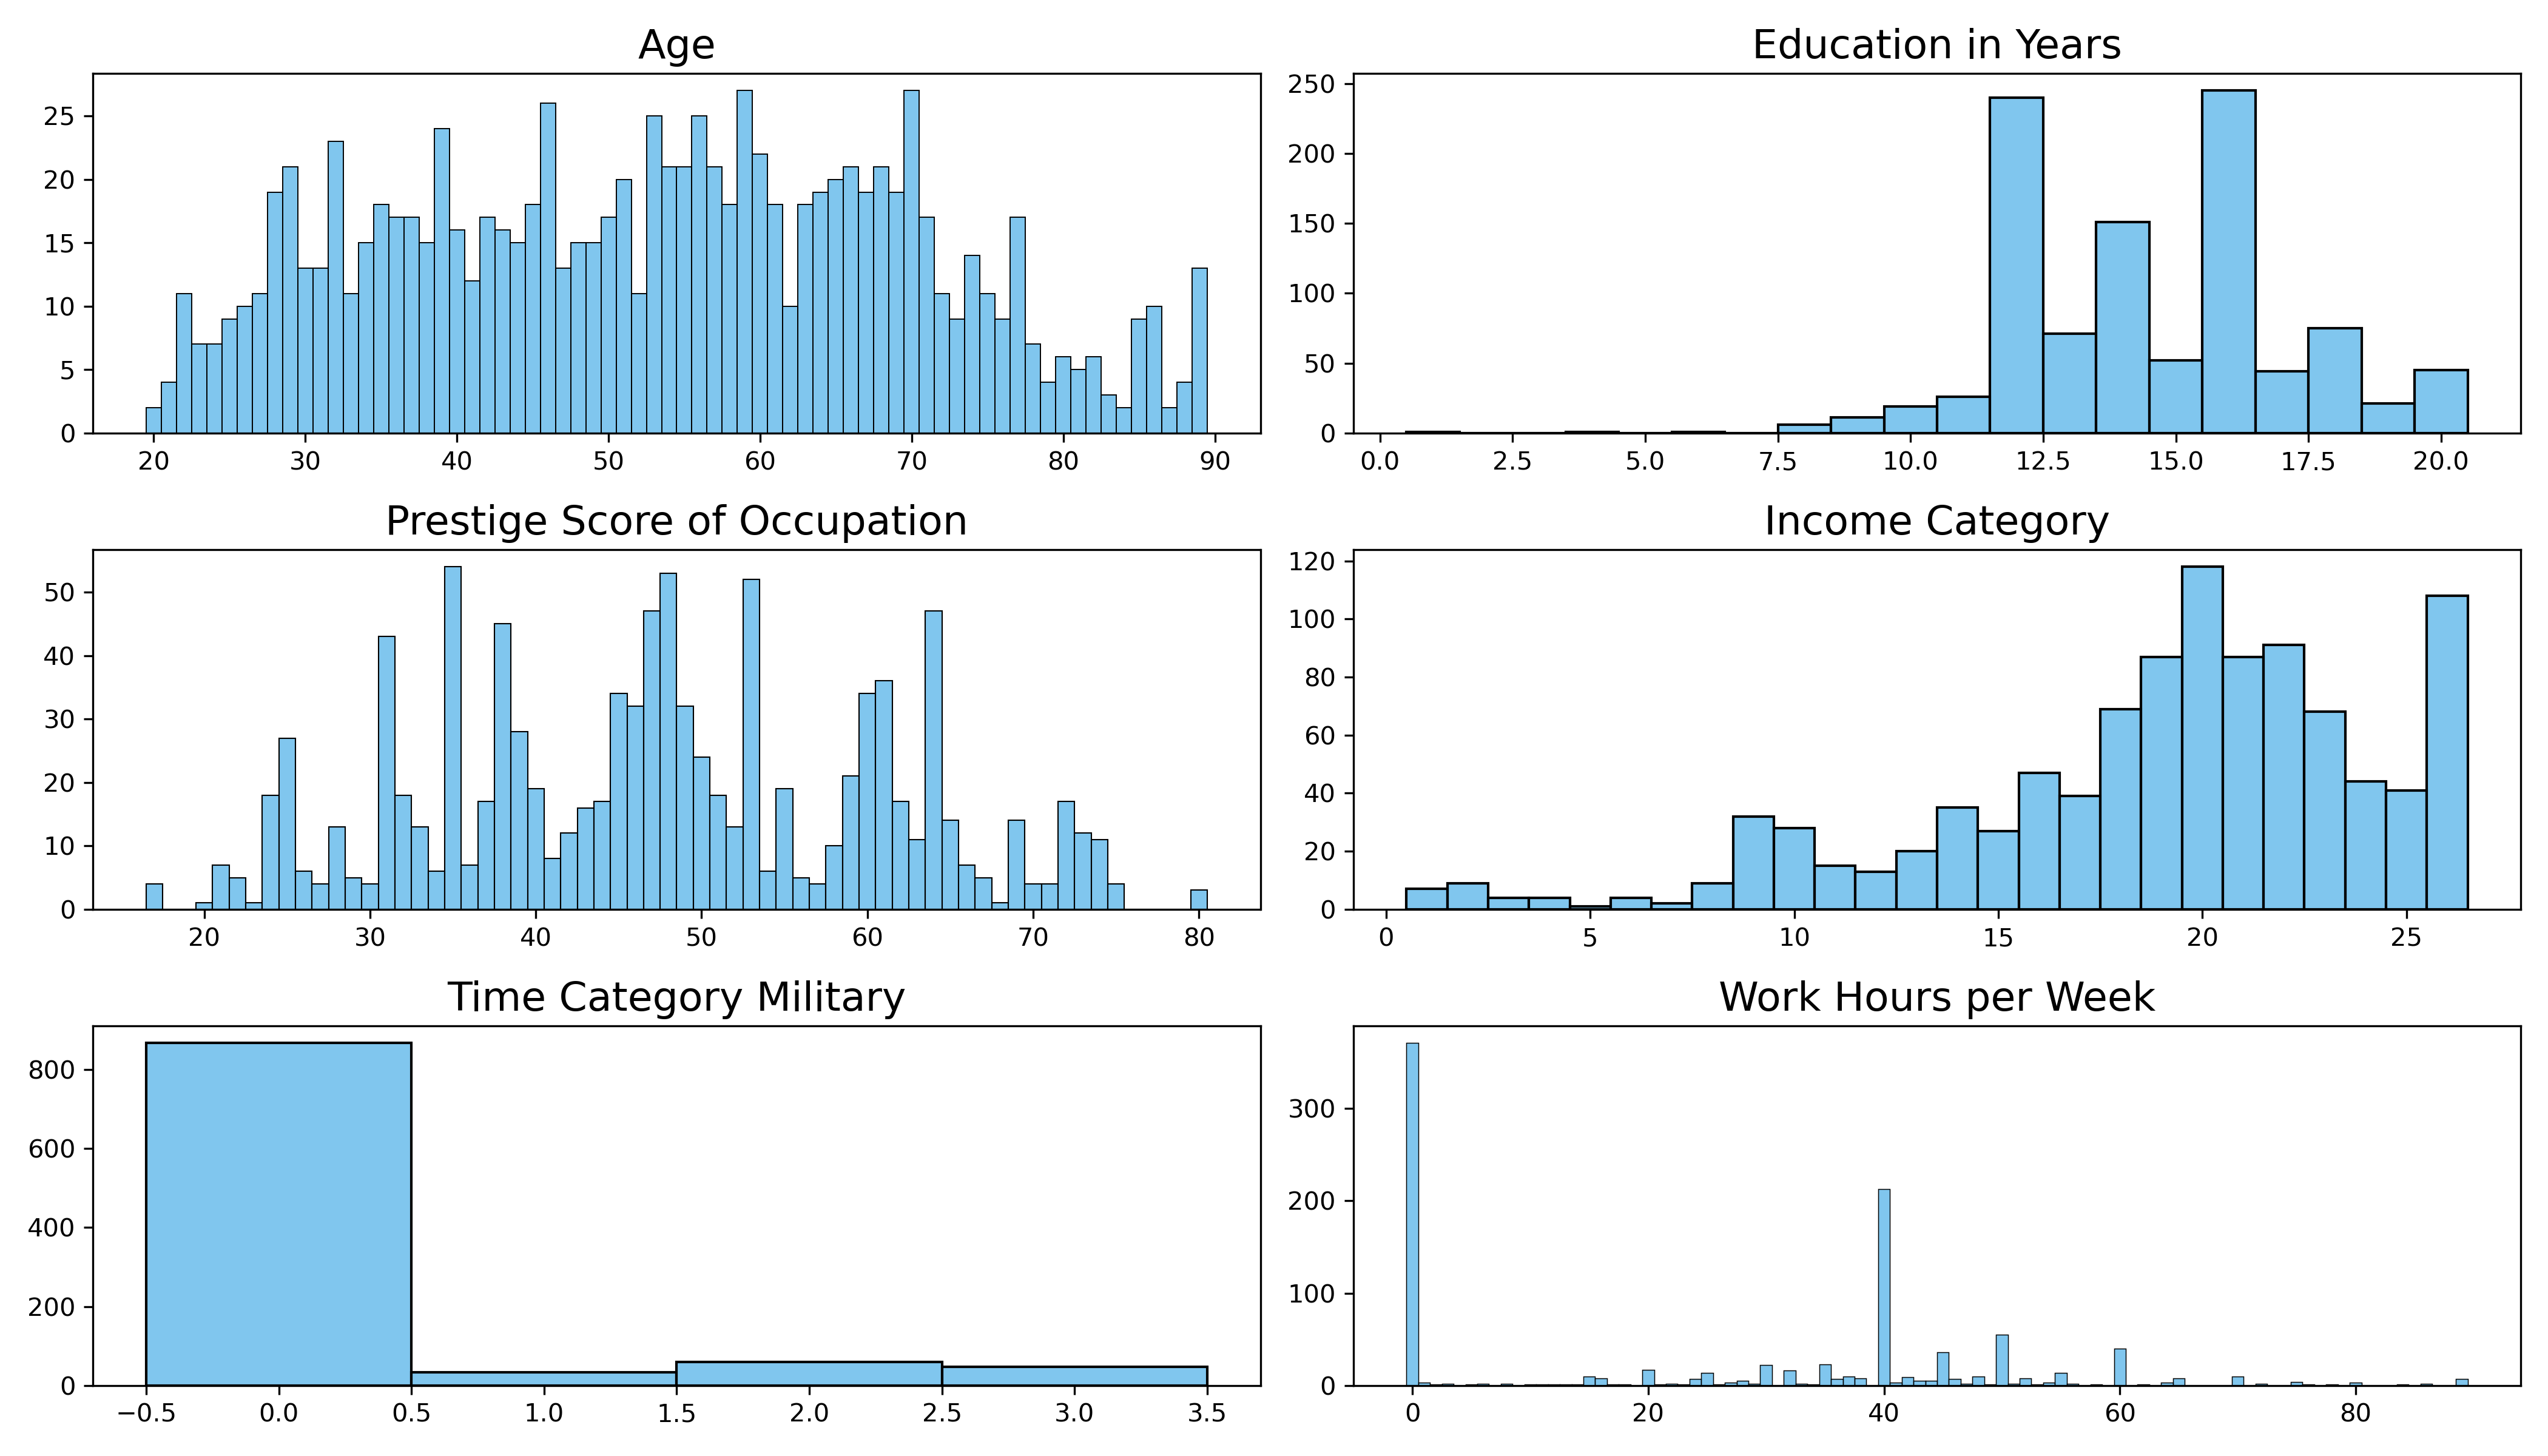 Age
25
20
15
10
5
0
20 30 40 50 60 70 80 90
Education in Years
250
200
150
100
50
0
0.0 2.5 5.0 7.5 10.0 12.5 15.0 17.5 20.0
Prestige Score of Occupation
50
40
30
20
10
0
20 30 40 50 60 70 80
Income Category
120
100
80
60
40
20
0
0 5 10 15 20 25
Time Category Military
800
600
400
200
0
−0.5 0.0 0.5 1.0 1.5 2.0 2.5 3.0 3.5
Work Hours per Week
300
200
100
0
0 20 40 60 80